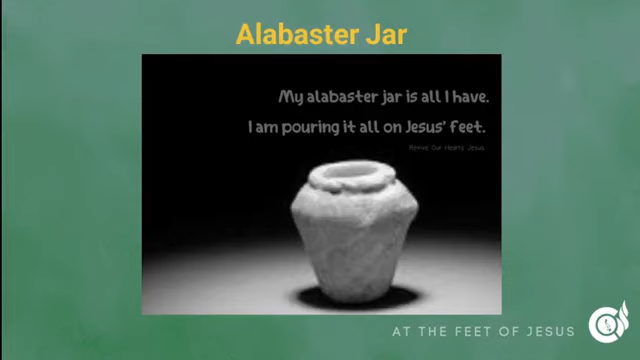 Alabaster Jar
My alabaster jar is all I have.
I am pouring it all on Jesus' feet.
Revive Our Hearts Jesus
AT THE FEET OF JESUS